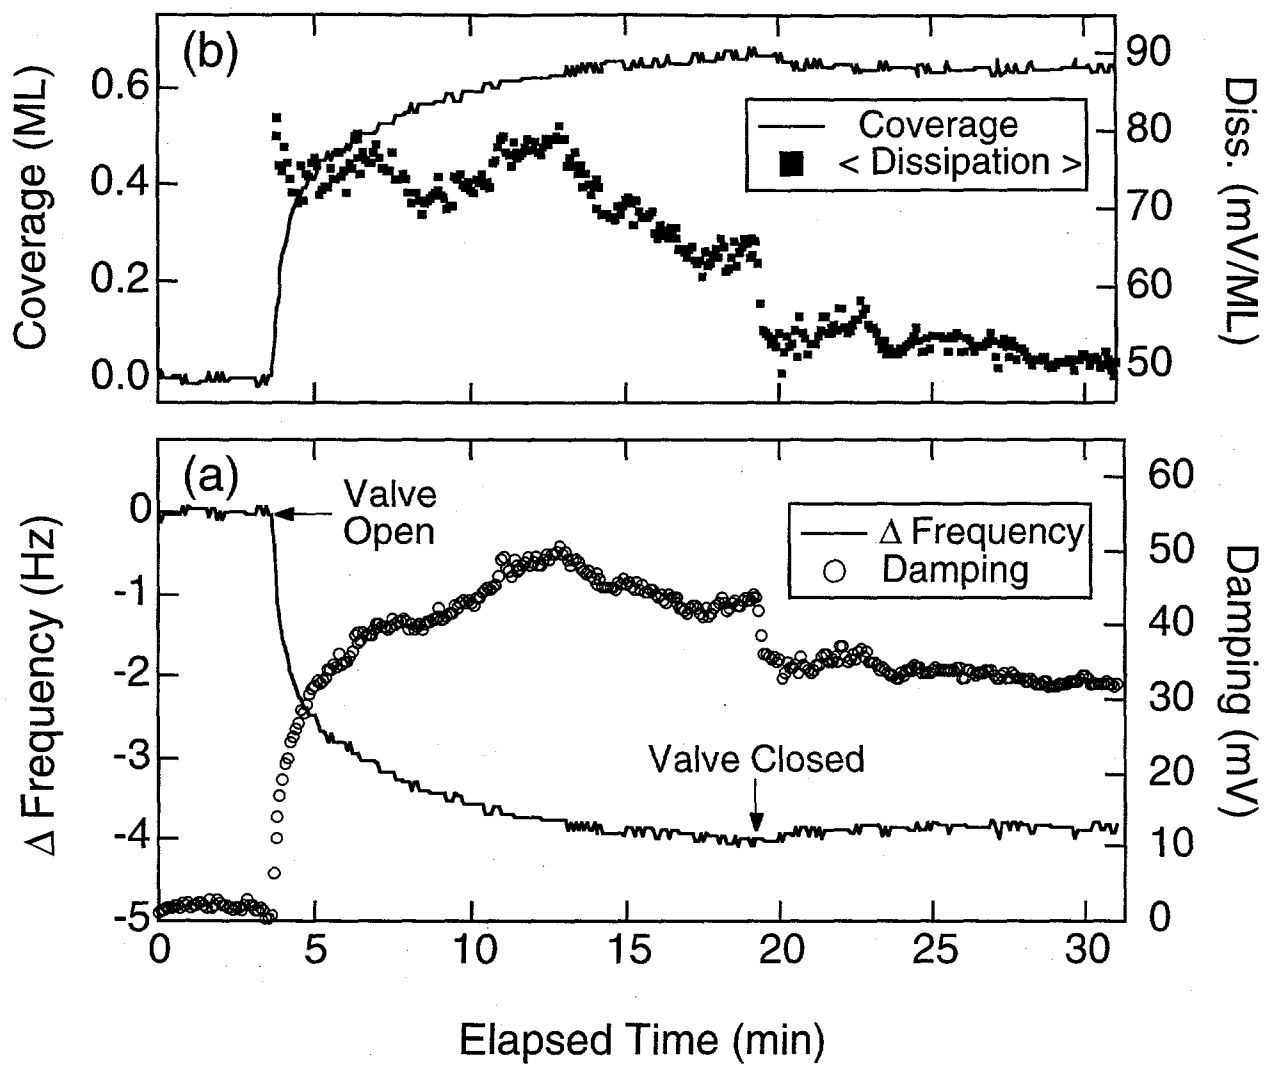 (b)
90
80
70
60
50
Diss. (mV/ML)
0.6
0.4
0.2
0.0
Coverage (ML)
Coverage
< Dissipation >
(a)
Valve
Open
0
-1
-2
-3
-4
-5
Δ Frequency (Hz)
Δ Frequency
Damping
Valve Closed
60
50
40
30
20
10
0
Damping (mV)
0 5 10 15 20 25 30
Elapsed Time (min)